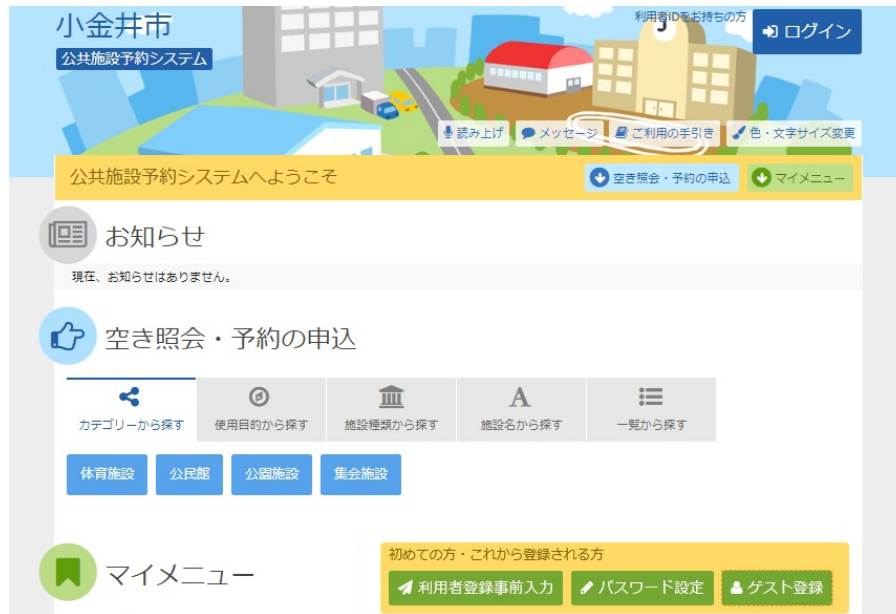 小金井市
公共施設予約システム
利用者IDをお持ちの方
ログイン
読み上げ メッセージ ご利用の手引き 色・文字サイズ変更
公共施設予約システムへようこそ
空き照会・予約の申込 マイメニュー
お知らせ
現在、お知らせはありません。
空き照会・予約の申込
カテゴリーから探す 使用目的から探す 施設種類から探す 施設名から探す 一覧から探す
体育施設 公民館 公園施設 集会施設
マイメニュー
初めての方・これから登録される方
利用者登録事前入力 パスワード設定 ゲスト登録